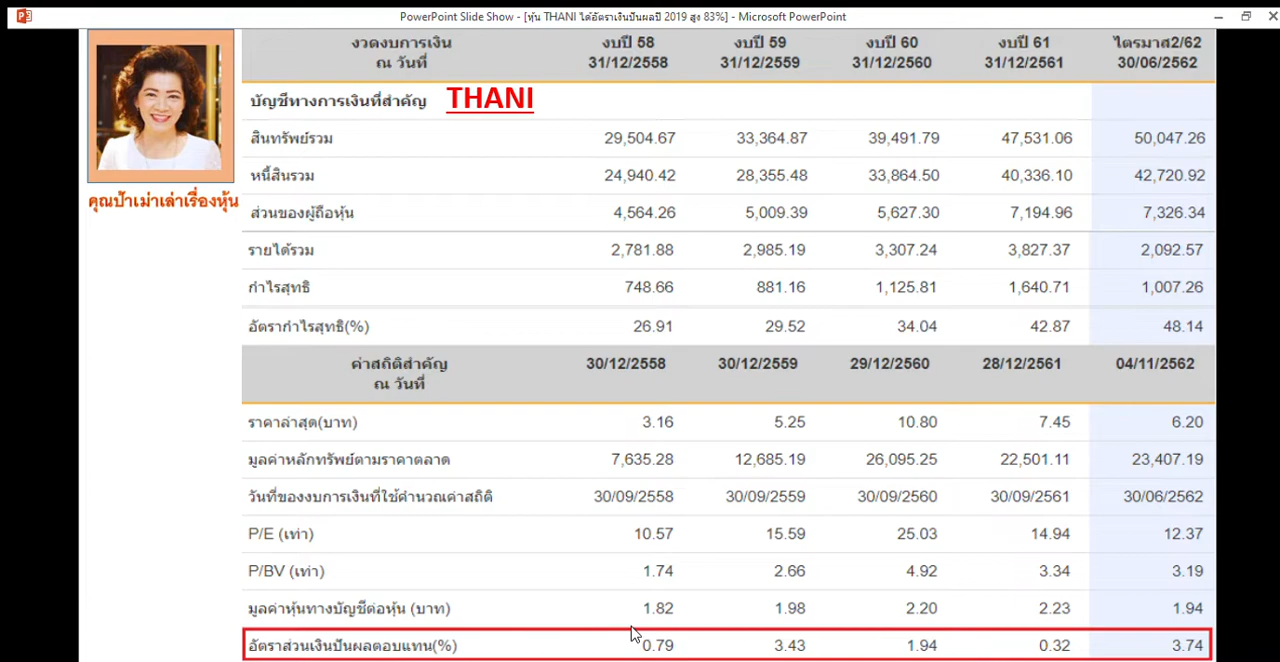 PowerPoint Slide Show - [หุ้น THANI ได้อัตราเงินปันผลปี 2019 สูง 83%] - Microsoft PowerPoint
คุณป้าเม่าเล่าเรื่องหุ้น
งวดงบการเงิน ณ วันที่ งบปี 58 31/12/2558 งบปี 59 31/12/2559 งบปี 60 31/12/2560 งบปี 61 31/12/2561 ไตรมาส2/62 30/06/2562
บัญชีทางการเงินที่สำคัญ THANI
สินทรัพย์รวม 29,504.67 33,364.87 39,491.79 47,531.06 50,047.26
หนี้สินรวม 24,940.42 28,355.48 33,864.50 40,336.10 42,720.92
ส่วนของผู้ถือหุ้น 4,564.26 5,009.39 5,627.30 7,194.96 7,326.34
รายได้รวม 2,781.88 2,985.19 3,307.24 3,827.37 2,092.57
กำไรสุทธิ 748.66 881.16 1,125.81 1,640.71 1,007.26
อัตรากำไรสุทธิ(%) 26.91 29.52 34.04 42.87 48.14
ค่าสถิติสำคัญ ณ วันที่ 30/12/2558 30/12/2559 29/12/2560 28/12/2561 04/11/2562
ราคาล่าสุด(บาท) 3.16 5.25 10.80 7.45 6.20
มูลค่าหลักทรัพย์ตามราคาตลาด 7,635.28 12,685.19 26,095.25 22,501.11 23,407.19
วันที่ของงบการเงินที่ใช้คำนวณค่าสถิติ 30/09/2558 30/09/2559 30/09/2560 30/09/2561 30/06/2562
P/E (เท่า) 10.57 15.59 25.03 14.94 12.37
P/BV (เท่า) 1.74 2.66 4.92 3.34 3.19
มูลค่าหุ้นทางบัญชีต่อหุ้น (บาท) 1.82 1.98 2.20 2.23 1.94
อัตราส่วนเงินปันผลตอบแทน(%) 0.79 3.43 1.94 0.32 3.74